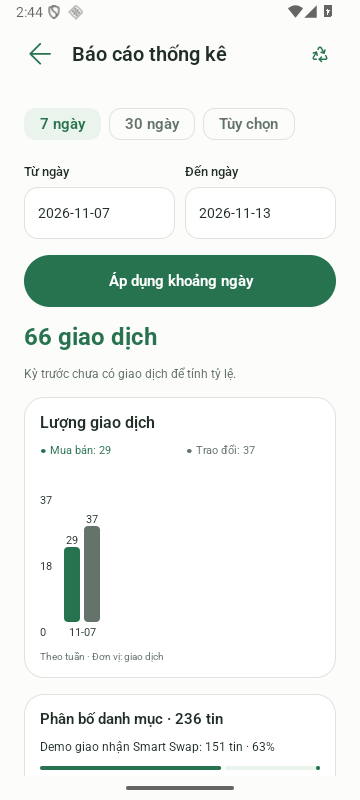 2:44
Báo cáo thống kê
7 ngày
30 ngày
Tùy chọn
Từ ngày
Đến ngày
2026-11-07
2026-11-13
Áp dụng khoảng ngày
66 giao dịch
Kỳ trước chưa có giao dịch để tính tỷ lệ.
Lượng giao dịch
● Mua bán: 29
● Trao đổi: 37
37
37
29
18
0
11-07
Theo tuần · Đơn vị: giao dịch
Phân bố danh mục · 236 tin
Demo giao nhận Smart Swap: 151 tin · 63%